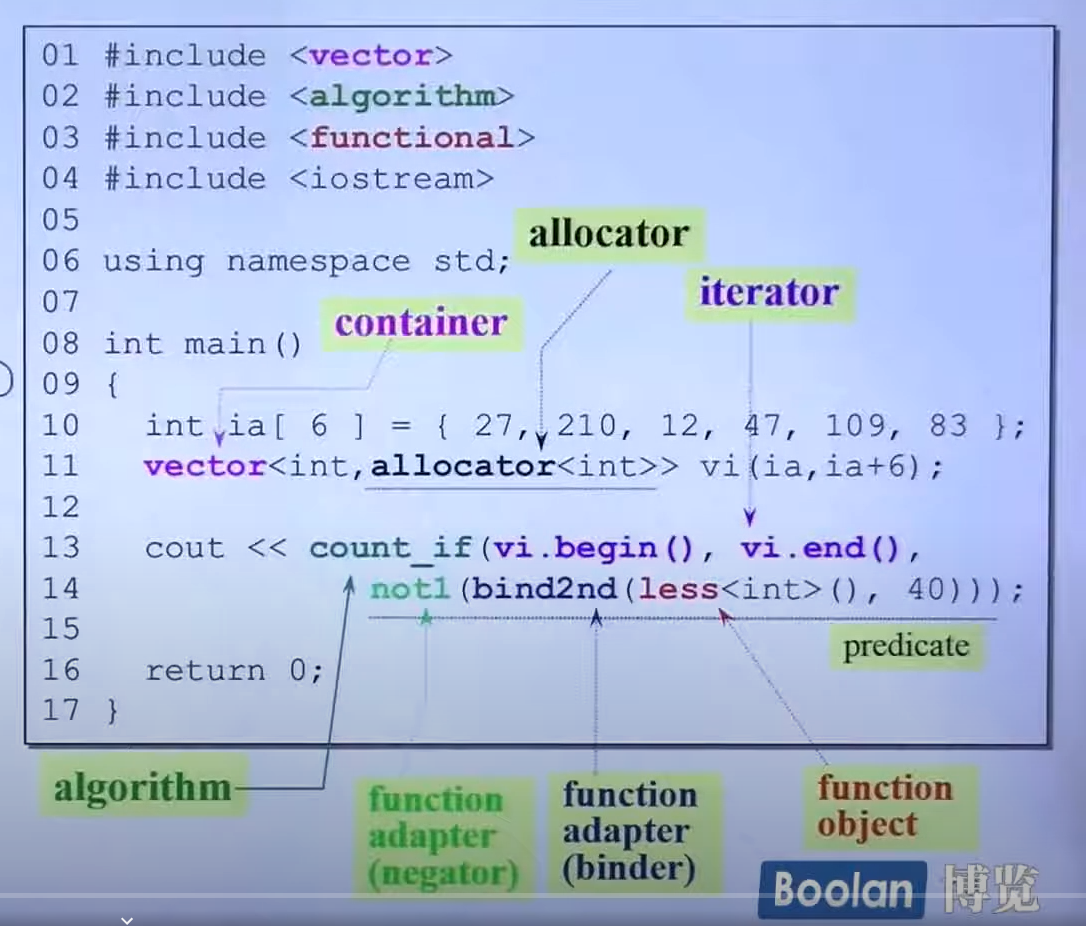 01 #include <vector>
02 #include <algorithm>
03 #include <functional>
04 #include <iostream>
05
allocator
06 using namespace std;
iterator
07
container
08 int main()
09 {
10 int ia[ 6 ] = { 27, 210, 12, 47, 109, 83 };
11 vector<int,allocator<int>> vi(ia,ia+6);
12
13 cout << count_if(vi.begin(), vi.end(),
14 not1(bind2nd(less<int>(), 40)));
15
predicate
16 return 0;
17 }
algorithm
function
adapter
(negator)
function
adapter
(binder)
function
object
Boolan 博览